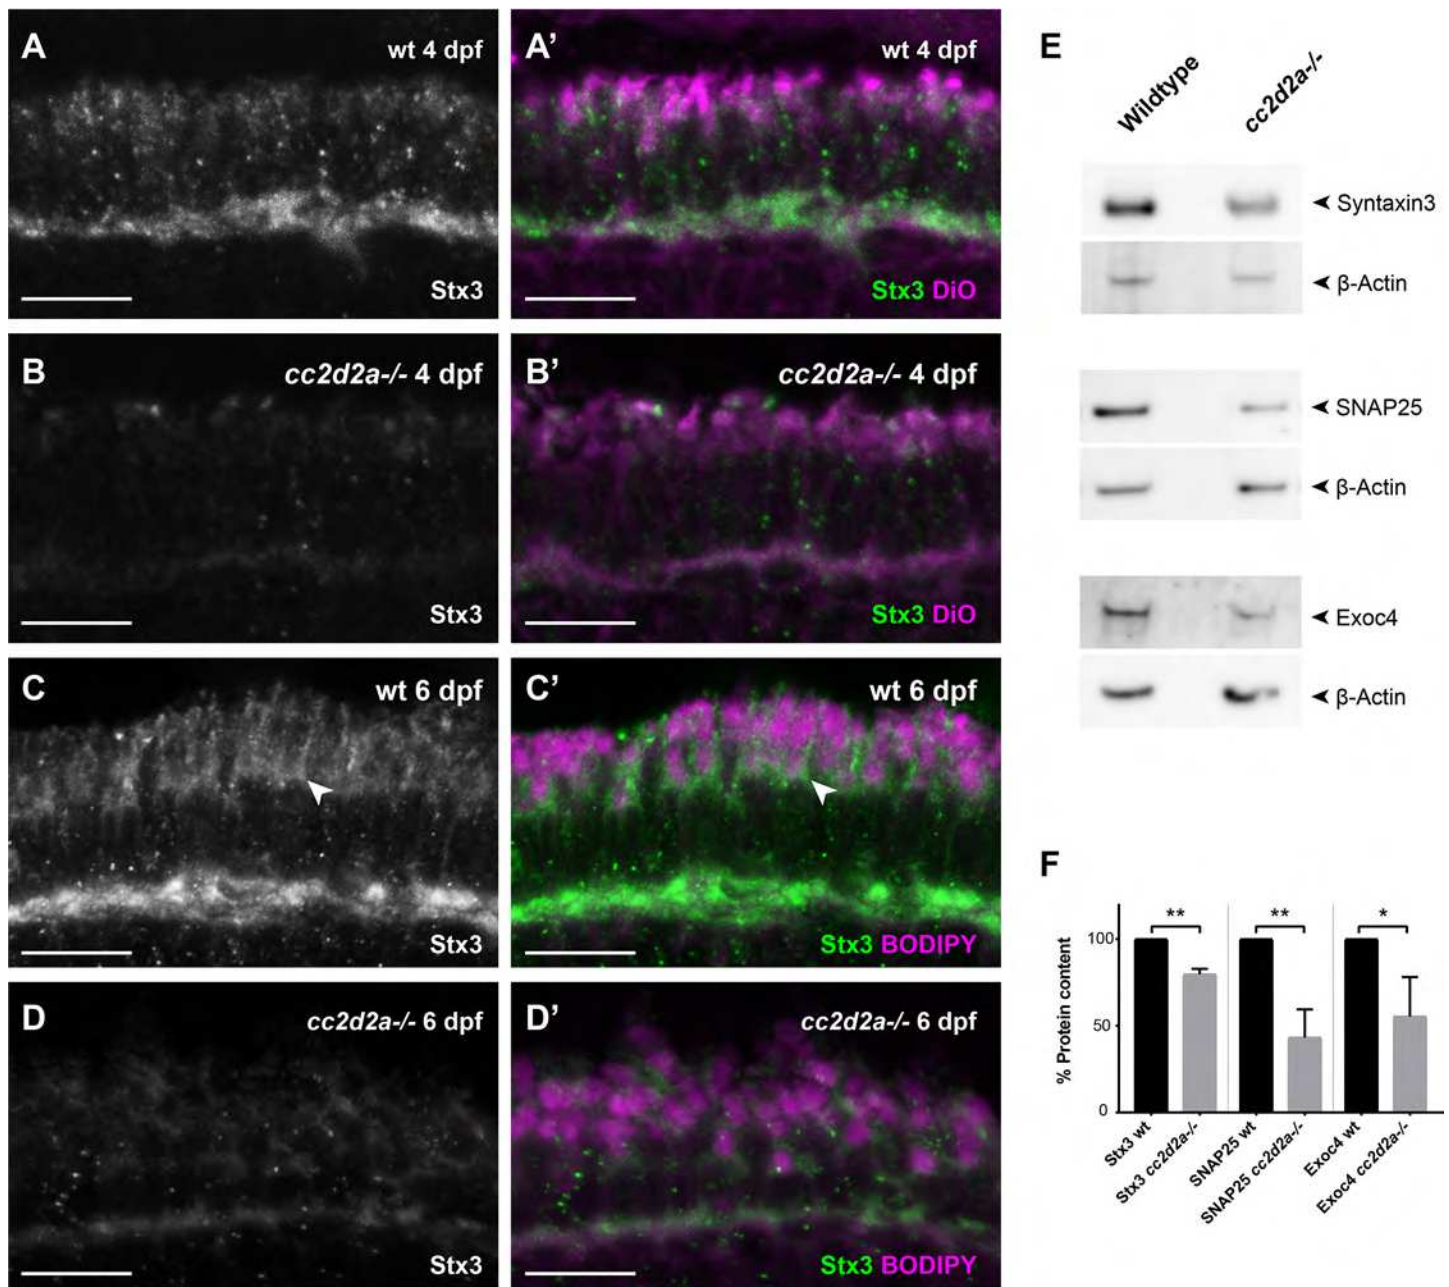 A
wt 4 dpf
Stx3
A’
wt 4 dpf
Stx3 DiO
B
cc2d2a-/- 4 dpf
Stx3
B’
cc2d2a-/- 4 dpf
Stx3 DiO
C
wt 6 dpf
Stx3
C’
wt 6 dpf
Stx3 BODIPY
D
cc2d2a-/- 6 dpf
Stx3
D’
cc2d2a-/- 6 dpf
Stx3 BODIPY
E
Wildtype
cc2d2a-/-
Syntaxin3
β-Actin
SNAP25
β-Actin
Exoc4
β-Actin
F
% Protein content
100
50
0
**
**
*
Stx3 wt
Stx3 cc2d2a-/-
SNAP25 wt
SNAP25 cc2d2a-/-
Exoc4 wt
Exoc4 cc2d2a-/-